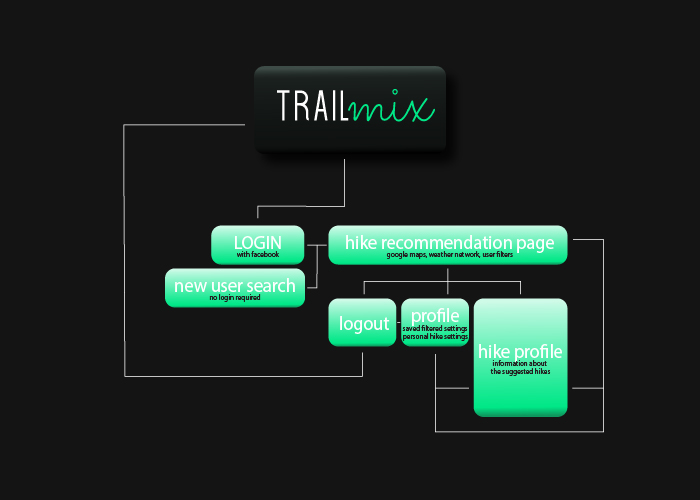 TRAILmix
LOGIN
with facebook
hike recommendation page
google maps, weather network, user filters
new user search
no login required
logout
profile
saved filtered settings
personal hike settings
hike profile
information about
the suggested hikes